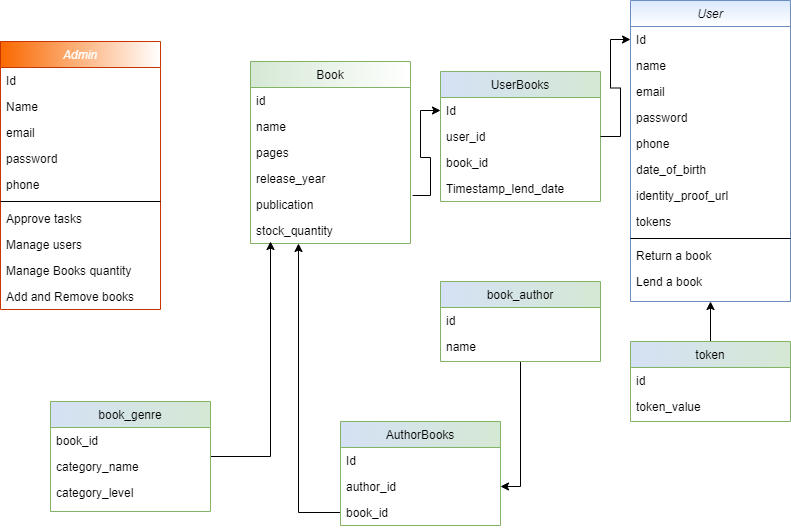 Admin
Id
Name
email
password
phone
Approve tasks
Manage users
Manage Books quantity
Add and Remove books
Book
id
name
pages
release_year
publication
stock_quantity
UserBooks
Id
user_id
book_id
Timestamp_lend_date
User
Id
name
email
password
phone
date_of_birth
identity_proof_url
tokens
Return a book
Lend a book
book_author
id
name
token
id
token_value
book_genre
book_id
category_name
category_level
AuthorBooks
Id
author_id
book_id